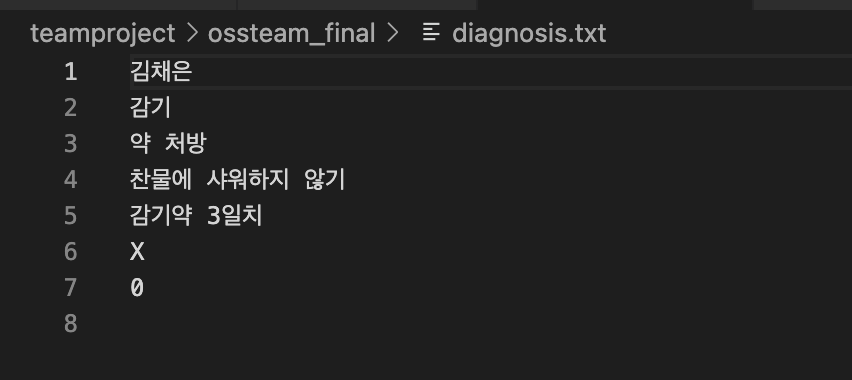 teamproject > ossteam_final > diagnosis.txt
1 김채은
2 감기
3 약 처방
4 찬물에 샤워하지 않기
5 감기약 3일치
6 X
7 0
8